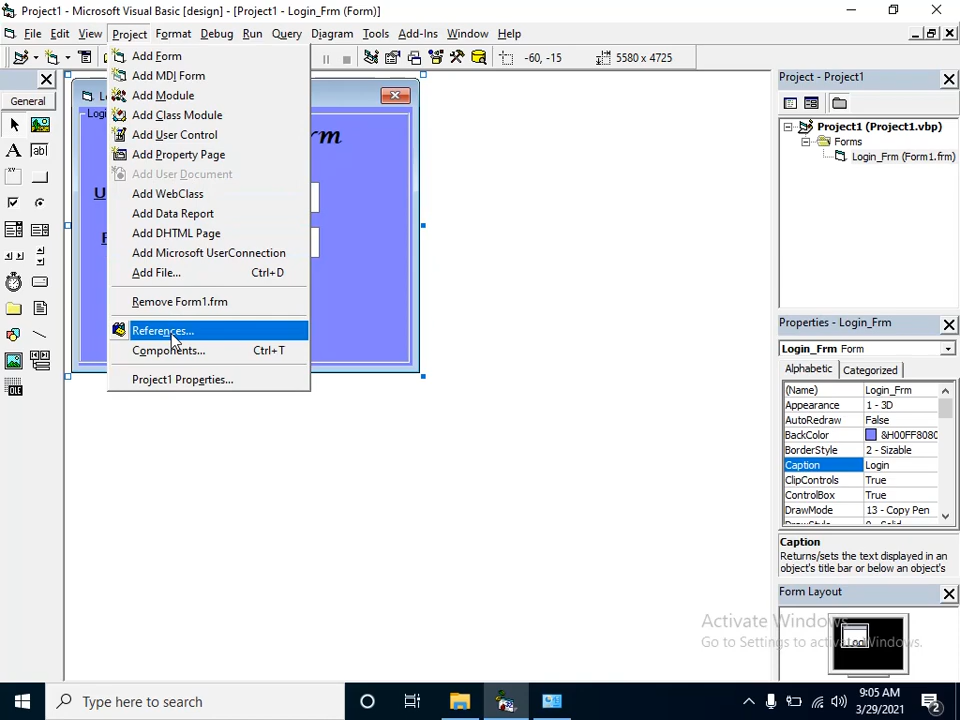 Project1 - Microsoft Visual Basic [design] - [Project1 - Login_Frm (Form)]
File Edit View Project Format Debug Run Query Diagram Tools Add-Ins Window Help
-60, -15
5580 x 4725
General
Add Form
Add MDI Form
Add Module
Add Class Module
Add User Control
Add Property Page
Add User Document
Add WebClass
Add Data Report
Add DHTML Page
Add Microsoft UserConnection
Add File... Ctrl+D
Remove Form1.frm
References...
Components... Ctrl+T
Project1 Properties...
Project - Project1
Project1 (Project1.vbp)
Forms
Login_Frm (Form1.frm)
Properties - Login_Frm
Login_Frm Form
Alphabetic Categorized
(Name) Login_Frm
Appearance 1 - 3D
AutoRedraw False
BackColor &H00FF8080
BorderStyle 2 - Sizable
Caption Login
ClipControls True
ControlBox True
DrawMode 13 - Copy Pen
Caption
Returns/sets the text displayed in an
object's title bar or below an object's
Form Layout
Activate Windows
Go to Settings to activate Windows.
Type here to search
9:05 AM
3/29/2021
2